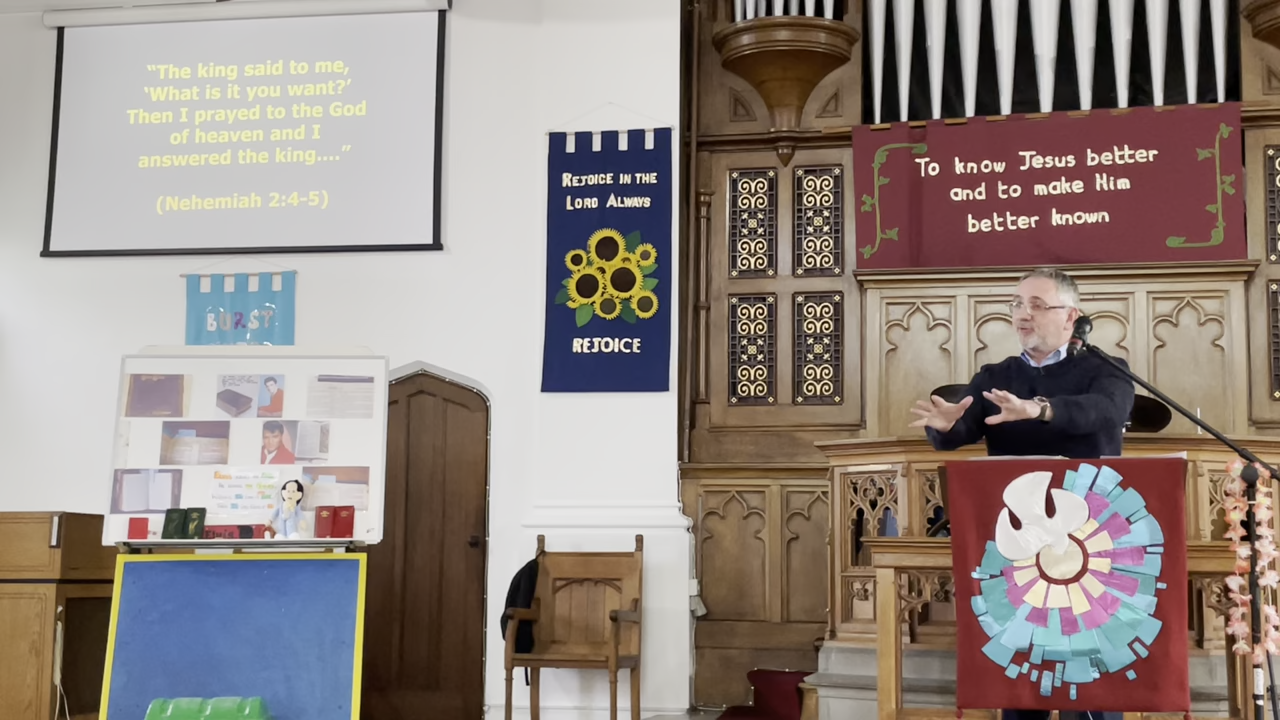 “The king said to me,
‘What is it you want?’
Then I prayed to the God
of heaven and I
answered the king....”
(Nehemiah 2:4-5)
REJOICE IN THE
LORD ALWAYS
REJOICE
To know Jesus better
and to make Him
better known
BURST
Elvis